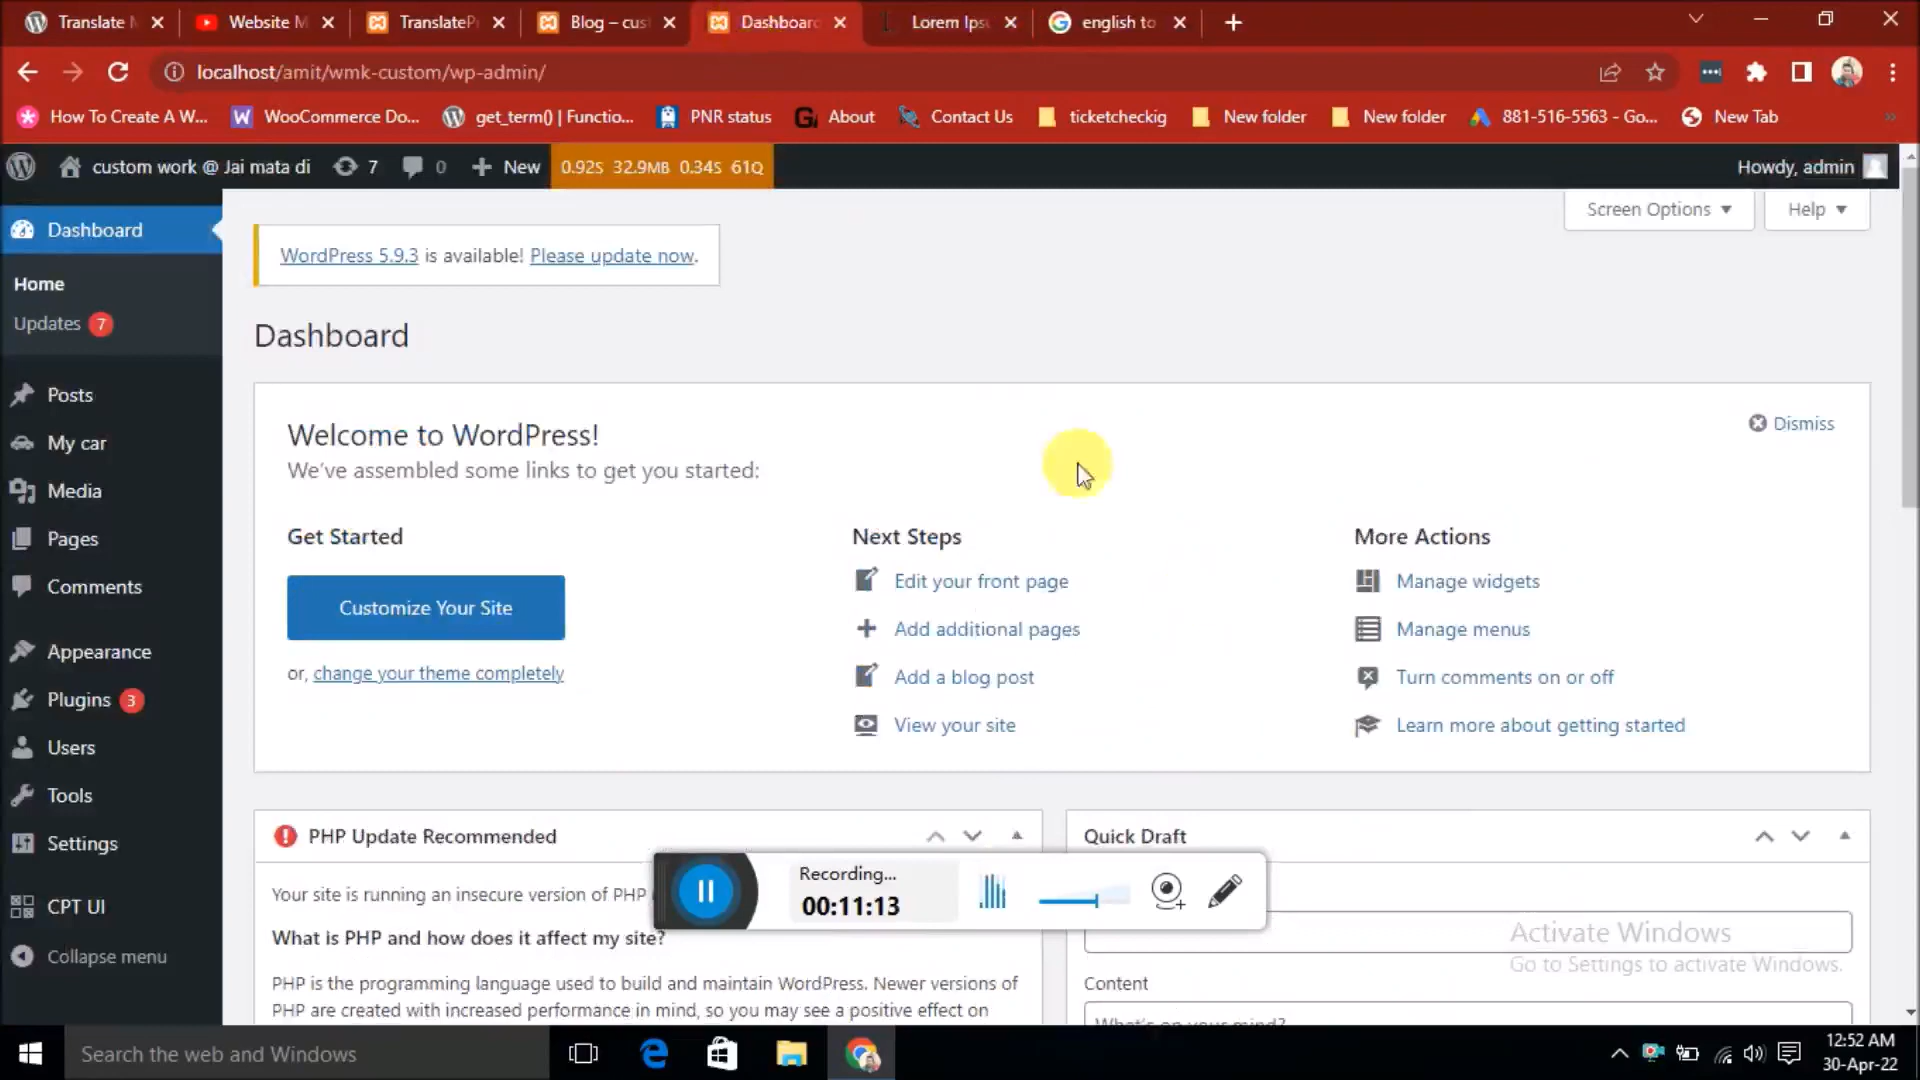 Translate
Website M
TranslateP
Blog – cus
Dashboard
Lorem Ips
english to
localhost/amit/wmk-custom/wp-admin/
How To Create A W...
WooCommerce Do...
get_term() | Functio...
PNR status
About
Contact Us
ticketcheckig
New folder
New folder
881-516-5563 - Go...
New Tab
custom work @ Jai mata di
7
0
New
0.92S 32.9MB 0.34S 61Q
Howdy, admin
Dashboard
Home
Updates 7
Posts
My car
Media
Pages
Comments
Appearance
Plugins 3
Users
Tools
Settings
CPT UI
Collapse menu
Screen Options
Help
WordPress 5.9.3 is available! Please update now.
Dashboard
Welcome to WordPress!
We've assembled some links to get you started:
Dismiss
Get Started
Customize Your Site
or, change your theme completely
Next Steps
Edit your front page
Add additional pages
Add a blog post
View your site
More Actions
Manage widgets
Manage menus
Turn comments on or off
Learn more about getting started
PHP Update Recommended
Your site is running an insecure version of PHP
What is PHP and how does it affect my site?
PHP is the programming language used to build and maintain WordPress. Newer versions of
PHP are created with increased performance in mind, so you may see a positive effect on
Quick Draft
Content
What's on your mind?
Recording...
00:11:13
Activate Windows
Go to Settings to activate Windows.
Search the web and Windows
12:52 AM
30-Apr-22